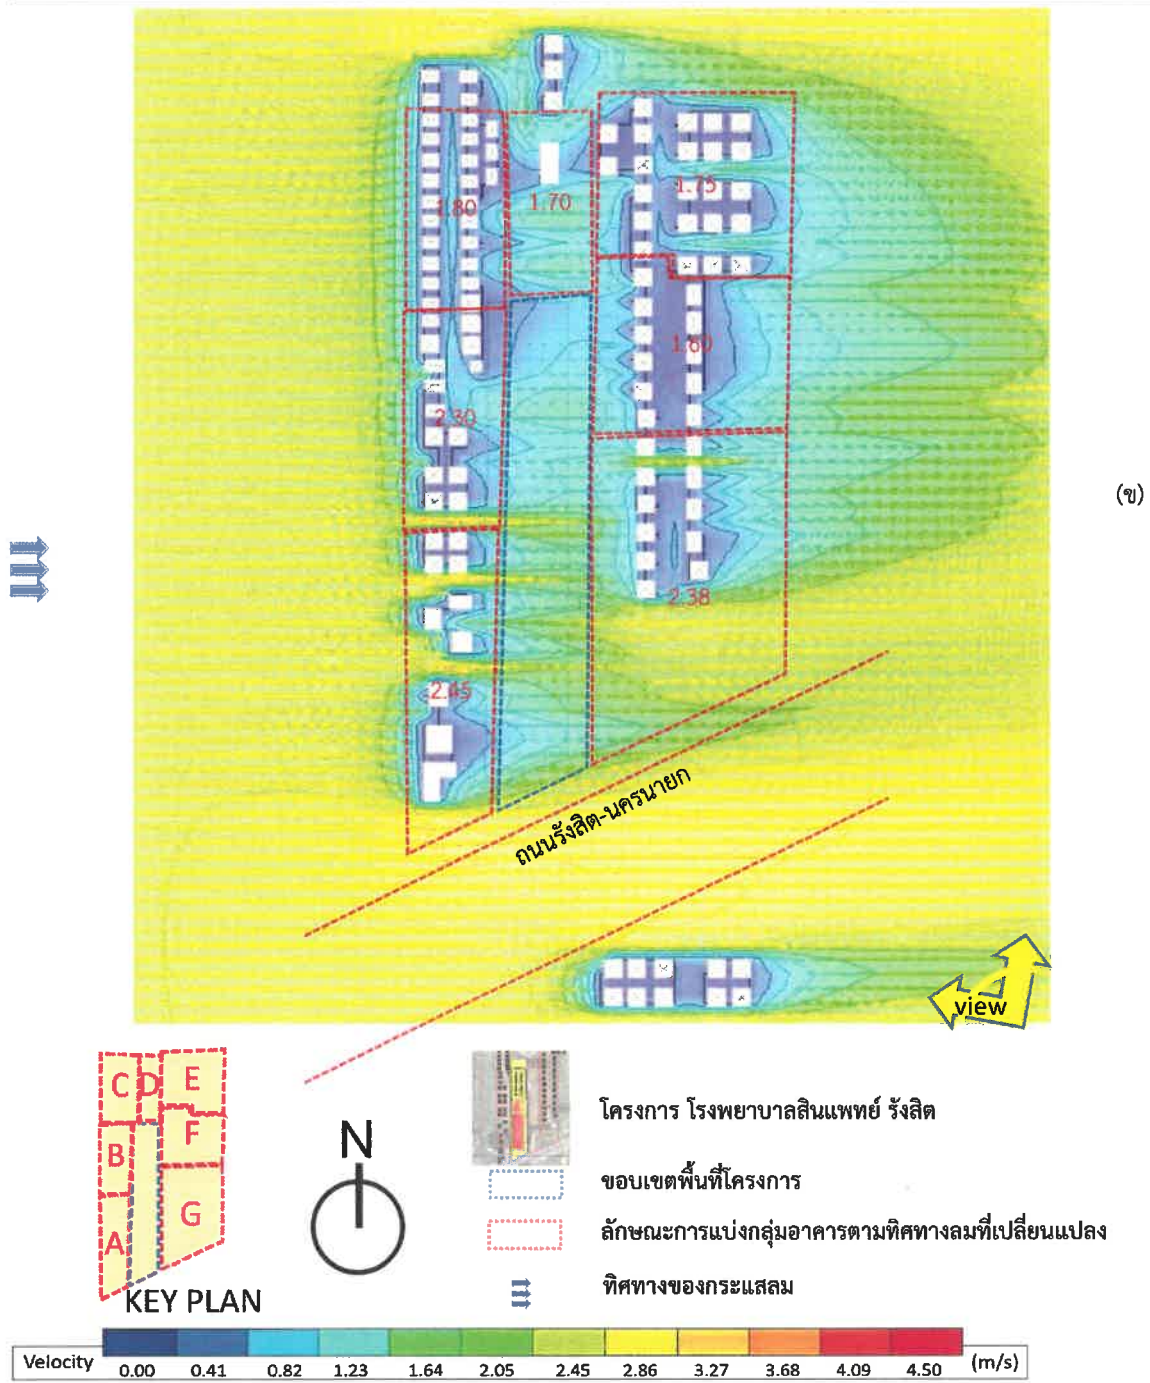 1.80
1.70
1.75
1.60
2.30
(ข)
2.38
2.45
ถนนรังสิต-นครนายก
view
C
D
E
B
F
A
G
KEY PLAN
N
โครงการ โรงพยาบาลสินแพทย์ รังสิต
ขอบเขตพื้นที่โครงการ
ลักษณะการแบ่งกลุ่มอาคารตามทิศทางลมที่เปลี่ยนแปลง
ทิศทางของกระแสลม
Velocity 0.00 0.41 0.82 1.23 1.64 2.05 2.45 2.86 3.27 3.68 4.09 4.50 (m/s)